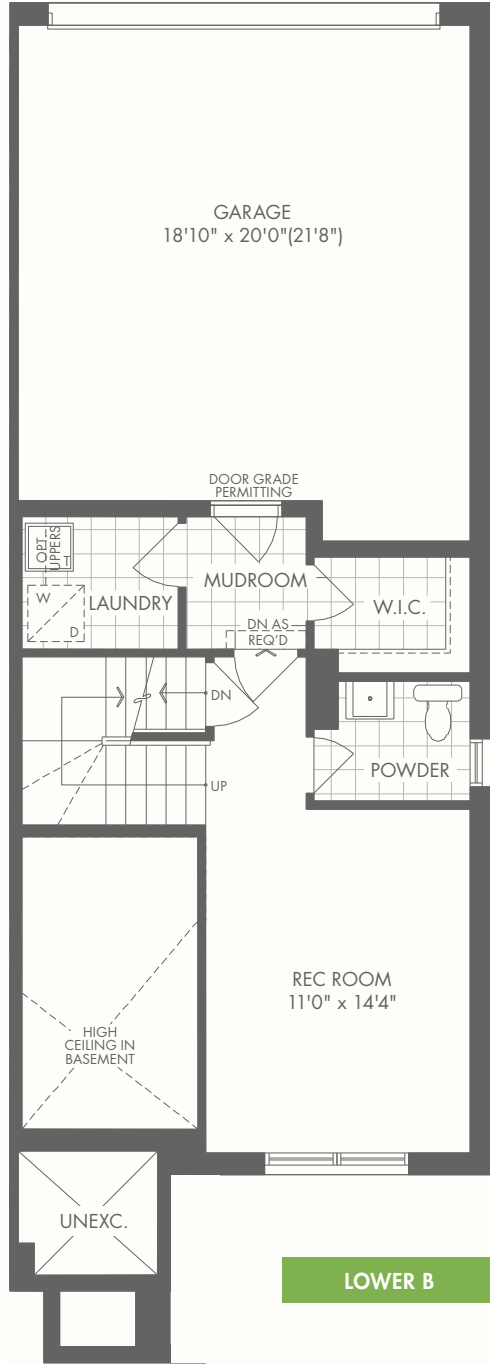 GARAGE
18'10" x 20'0"(21'8")
DOOR GRADE
PERMITTING
OPT.
UPPERS
T
W
D
LAUNDRY
MUDROOM
W.I.C.
DN AS
REQ'D
DN
UP
POWDER
REC ROOM
11'0" x 14'4"
HIGH
CEILING IN
BASEMENT
UNEXC.
LOWER B